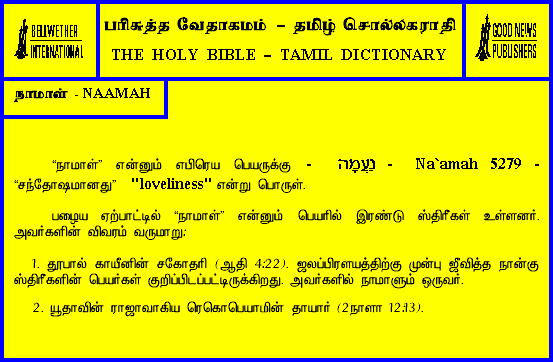 BELLWETHER
INTERNATIONAL
பரிசுத்த வேதாகமம் – தமிழ் சொல்லகராதி
THE HOLY BIBLE – TAMIL DICTIONARY
GOOD NEWS
PUBLISHERS
நாமாள் - NAAMAH
“நாமாள்” என்னும் எபிரெய பெயருக்கு - נַעֲמָה - Na`amah 5279 -
“சந்தோஷமானது” "loveliness" என்று பொருள்.
பழைய ஏற்பாட்டில் “நாமாள்” என்னும் பெயரில் இரண்டு ஸ்திரீகள் உள்ளனர்.
அவர்களின் விவரம் வருமாறு:
1. தூபால் காயீனின் சகோதரி (ஆதி 4:22). ஜலப்பிரளயத்திற்கு முன்பு ஜீவித்த நான்கு
ஸ்திரீகளின் பெயர்கள் குறிப்பிடப்பட்டிருக்கிறது. அவர்களில் நாமாளும் ஒருவர்.
2. யூதாவின் ராஜாவாகிய ரெகொபெயாமின் தாயார் (2நாளா 12:13).